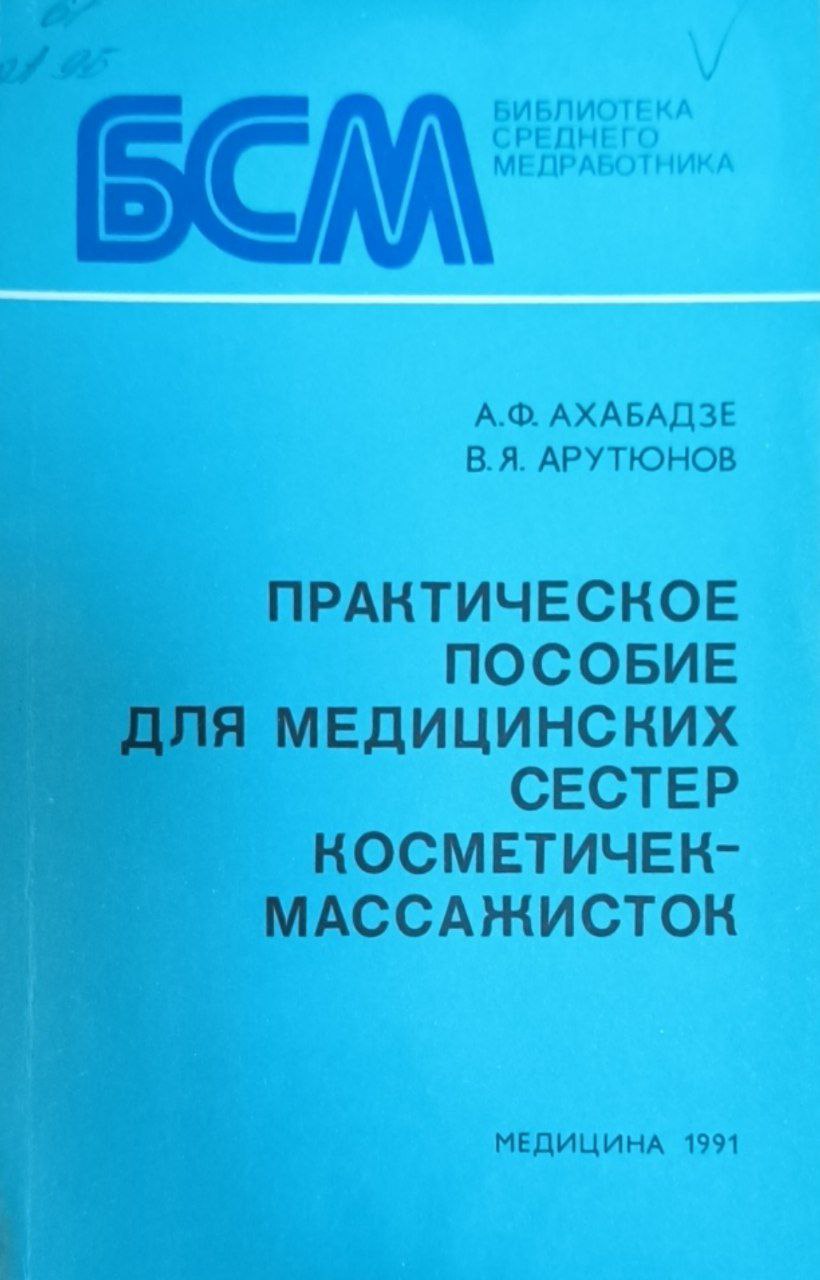 БСМ
БИБЛИОТЕКА
СРЕДНЕГО
МЕДРАБОТНИКА
А.Ф. АХАБАДЗЕ
В.Я. АРУТЮНОВ
ПРАКТИЧЕСКОЕ
ПОСОБИЕ
ДЛЯ МЕДИЦИНСКИХ
СЕСТЕР
КОСМЕТИЧЕК-
МАССАЖИСТОК
МЕДИЦИНА 1991